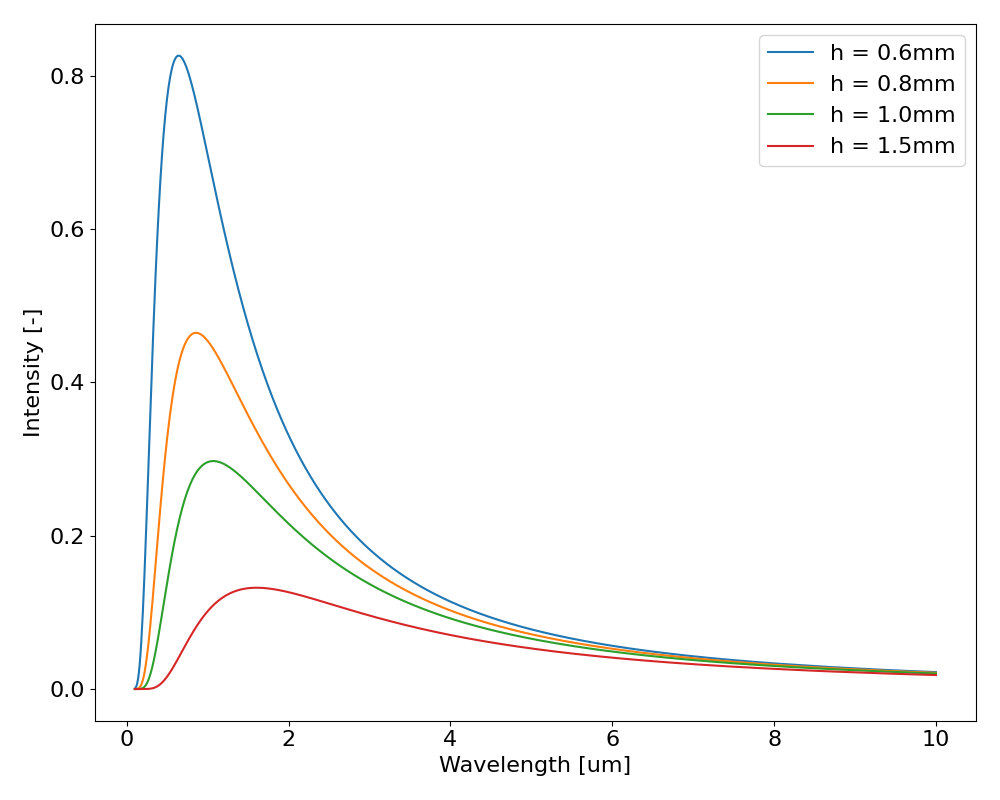 h = 0.6mm
h = 0.8mm
h = 1.0mm
h = 1.5mm
Intensity [-]
0.8
0.6
0.4
0.2
0.0
0 2 4 6 8 10
Wavelength [um]